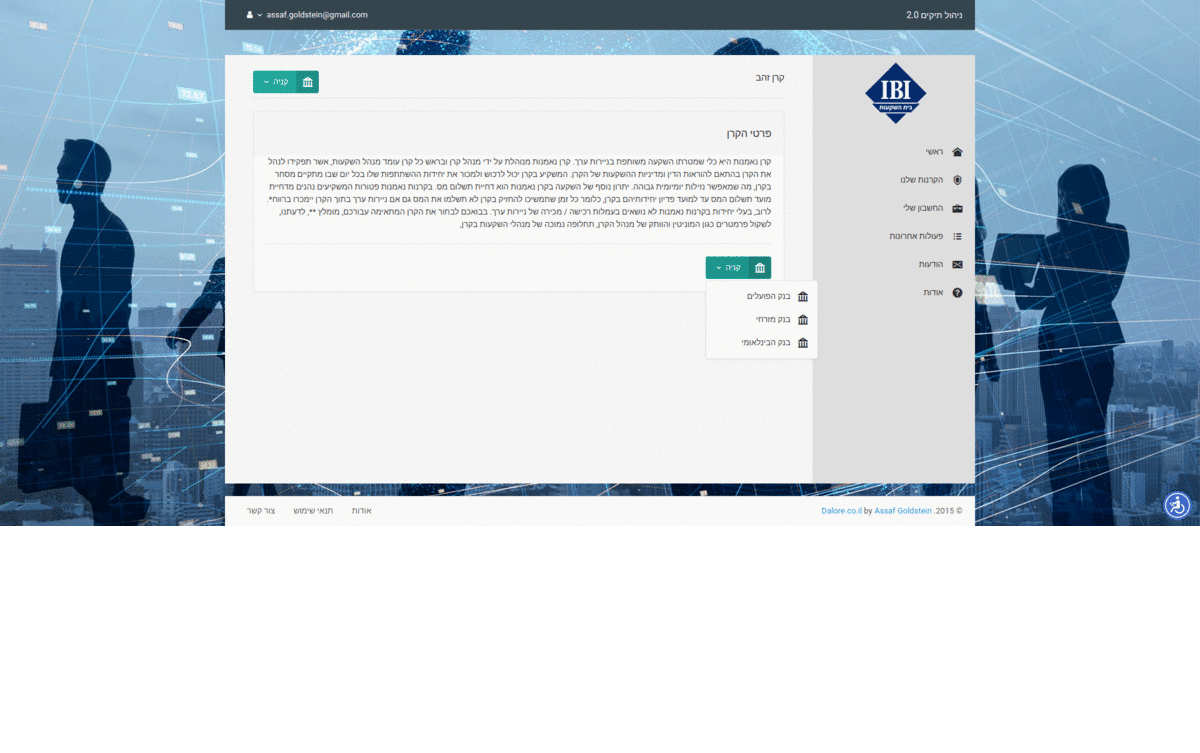 ניהול תיקים 2.0
assaf.goldstein@gmail.com
IBI
בית השקעות
ראשי
הקרנות שלנו
החשבון שלי
פעולות אחרונות
הודעות
אודות
קרן זהב
קניה
פרטי הקרן
קרן נאמנות היא כלי שמטרתו השקעה משותפת בניירות ערך. קרן נאמנות מנוהלת על ידי מנהל קרן ובראש כל קרן עומד מנהל השקעות, אשר תפקידו לנהל
את הקרן בהתאם להוראות הדין ומדיניות ההשקעות של הקרן. המשקיע בקרן יכול לרכוש ולמכור את יחידות ההשתתפות שלו בכל יום שבו מתקיים מסחר
בקרן, מה שמאפשר נזילות יומיומית גבוהה. יתרון נוסף של השקעה בקרן נאמנות הוא דחיית תשלום מס. בקרנות נאמנות פטורות המשקיעים נהנים מדחיית
מועד תשלום המס עד למועד פדיון יחידותיהם בקרן, כלומר כל זמן שתמשיכו להחזיק בקרן לא תשלמו את המס גם אם ניירות ערך בתוך הקרן יימכרו ברווח*.
לרוב, בעלי יחידות בקרנות נאמנות לא נושאים בעמלות רכישה / מכירה של ניירות ערך. בבואכם לבחור את הקרן המתאימה עבורכם, מומלץ **, לדעתנו,
לשקול פרמטרים כגון המוניטין והוותק של מנהל הקרן, תחלופה נמוכה של מנהלי השקעות בקרן,
קניה
בנק הפועלים
בנק מזרחי
בנק הבינלאומי
© 2015. Dalore.co.il by Assaf Goldstein
אודות
תנאי שימוש
צור קשר